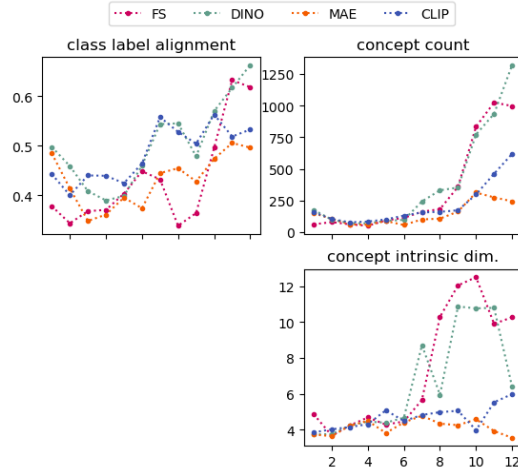 FS DINO MAE CLIP
class label alignment
concept count
0.6
0.5
0.4
1250
1000
750
500
250
0
concept intrinsic dim.
12
10
8
6
4
2 4 6 8 10 12